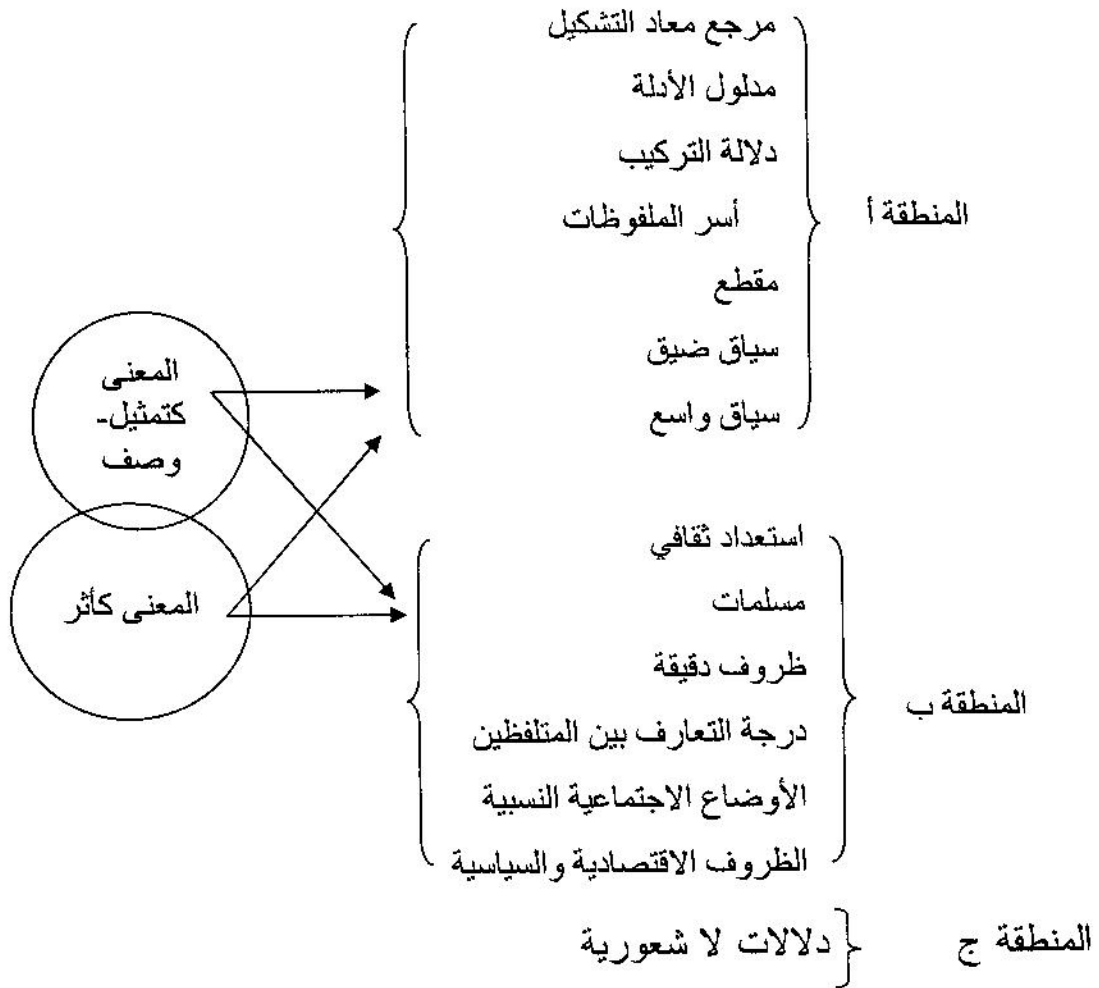 مرجع معاد التشكيل
مدلول الأدلة
دلالة التركيب
أسر الملفوظات
مقطع
سياق ضيق
سياق واسع
المنطقة أ
المعنى
كتمثيل-
وصف
المعنى كأثر
استعداد ثقافي
مسلمات
ظروف دقيقة
درجة التعارف بين المتلفظين
الأوضاع الاجتماعية النسبية
الظروف الاقتصادية والسياسية
المنطقة ب
المنطقة ج
دلالات لا شعورية